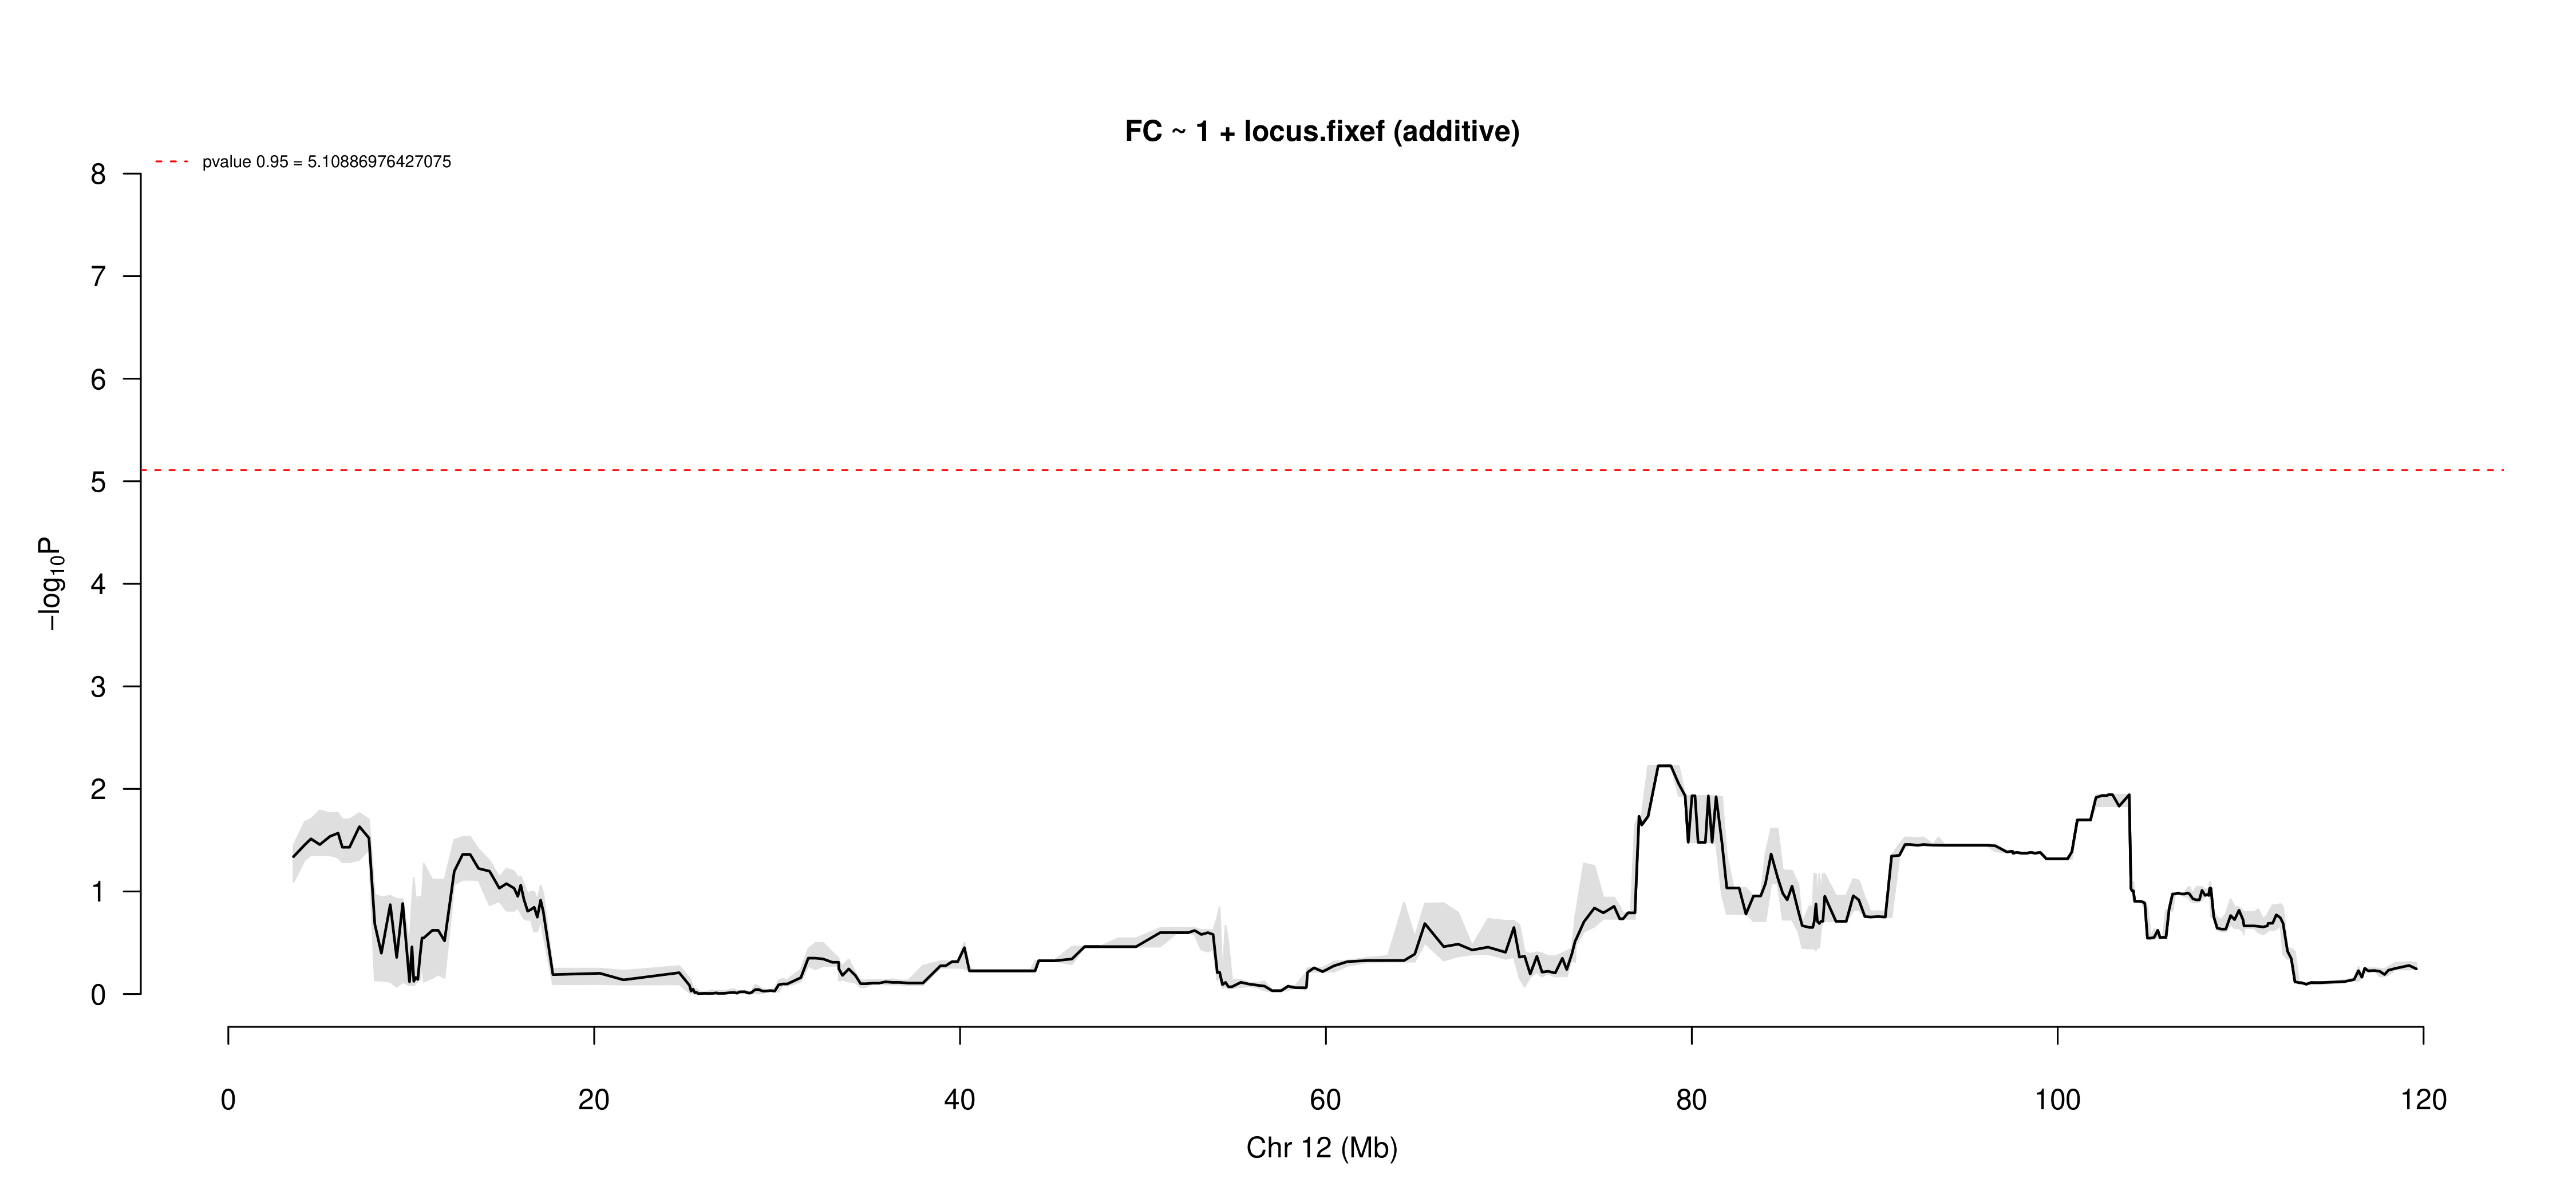 FC ~ 1 + locus.fixef (additive)
pvalue 0.95 = 5.10886976427075
8
7
6
5
4
3
2
1
0
−log10P
0 20 40 60 80 100 120
Chr 12 (Mb)